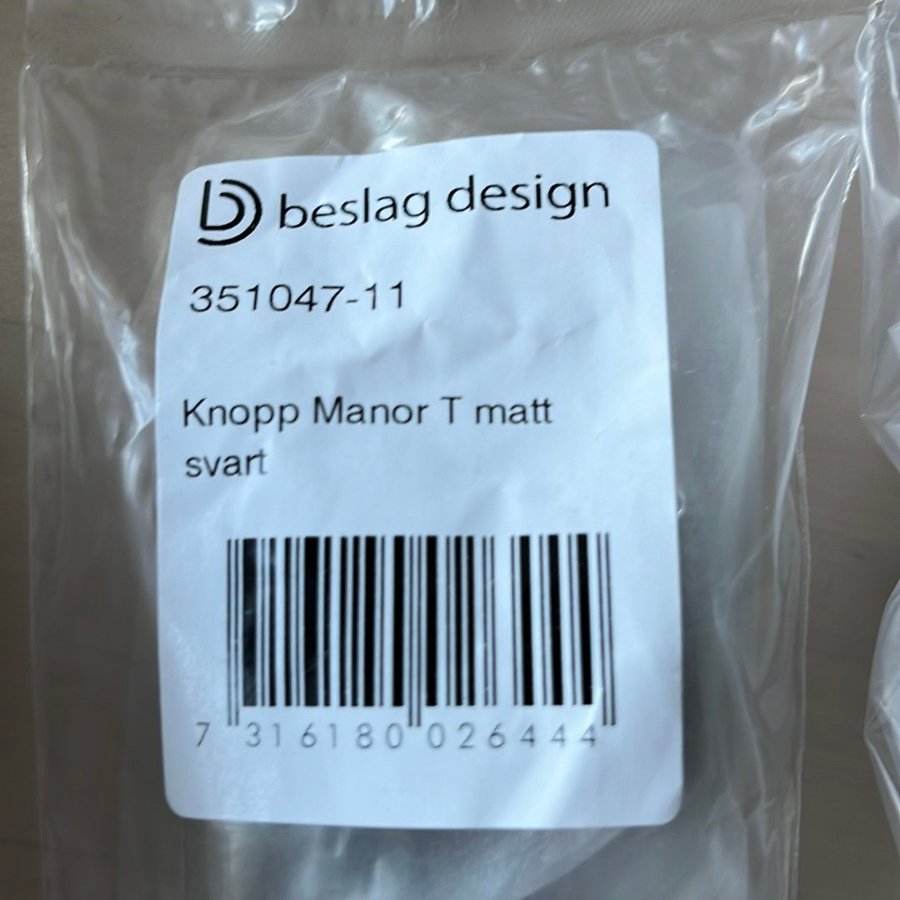 beslag design
351047-11
Knopp Manor T matt
svart
7 316180 026444